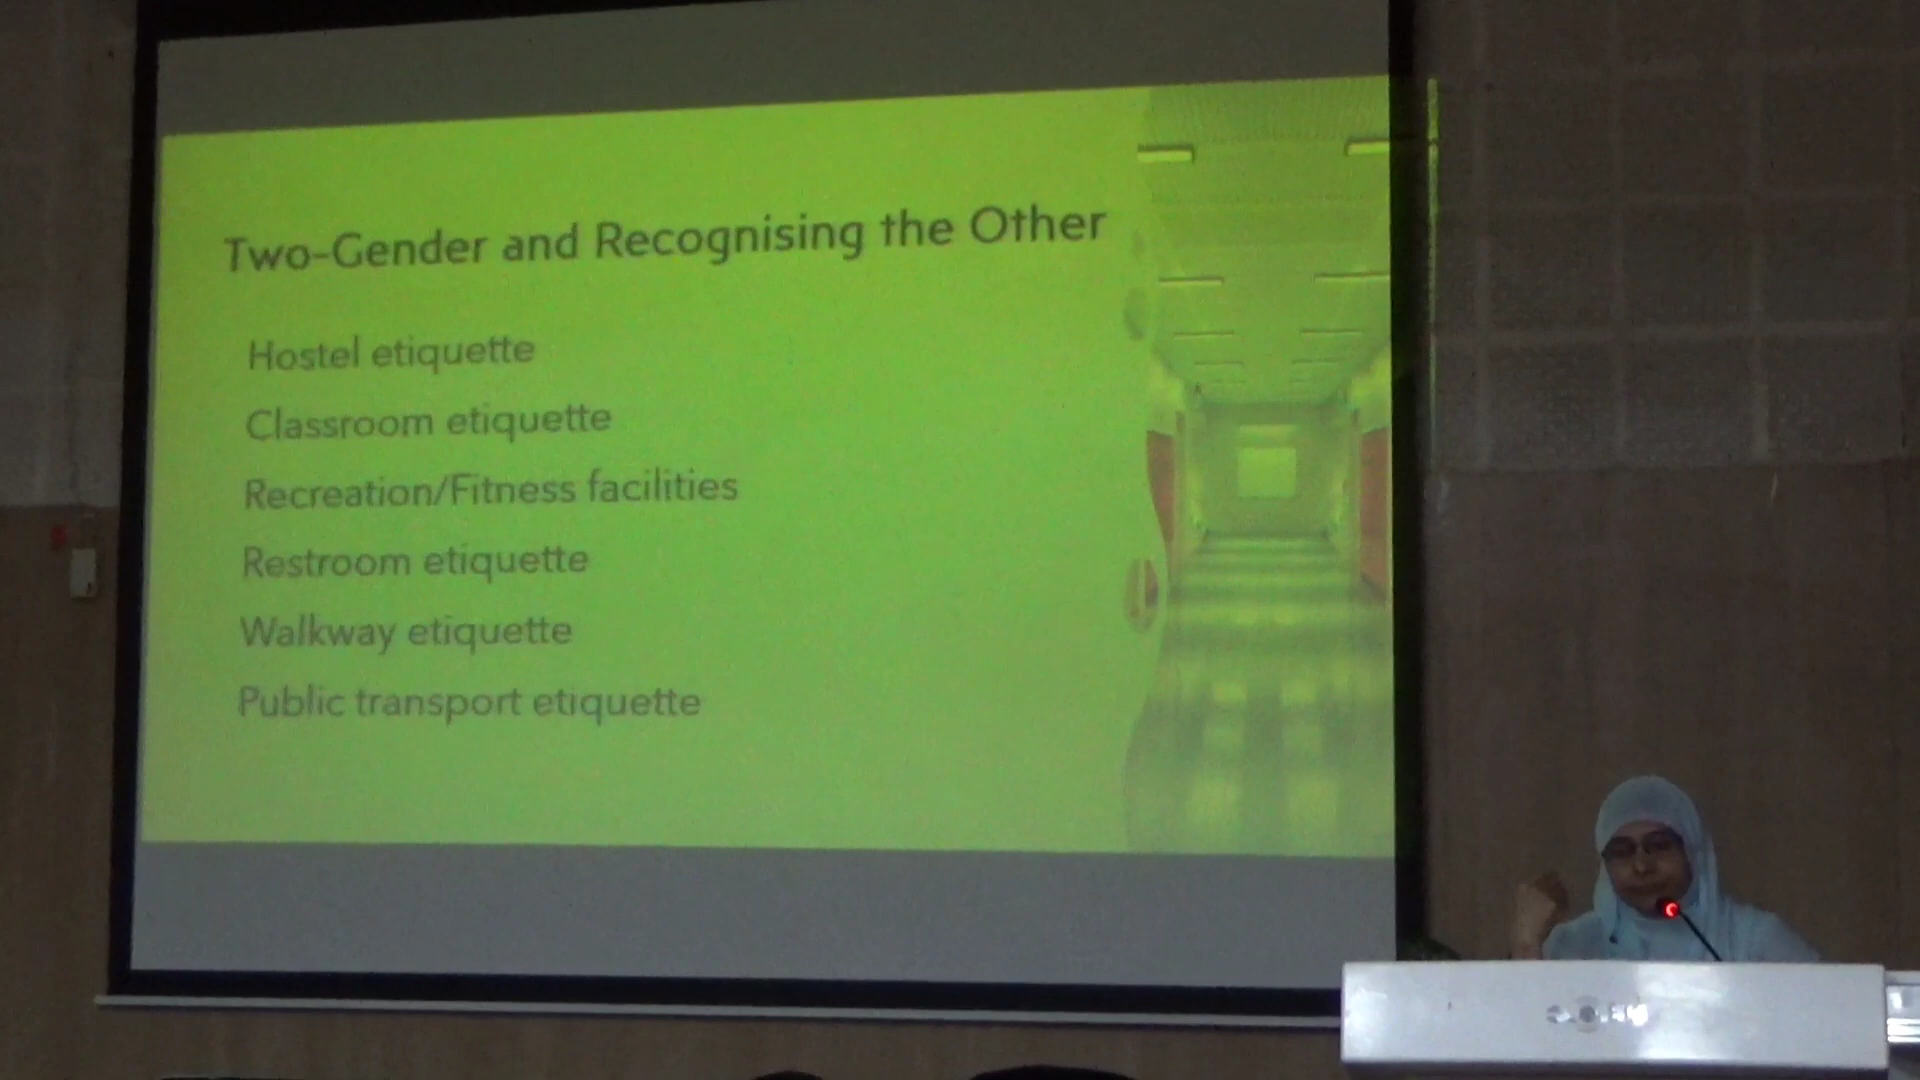 Two-Gender and Recognising the Other
Hostel etiquette
Classroom etiquette
Recreation/Fitness facilities
Restroom etiquette
Walkway etiquette
Public transport etiquette